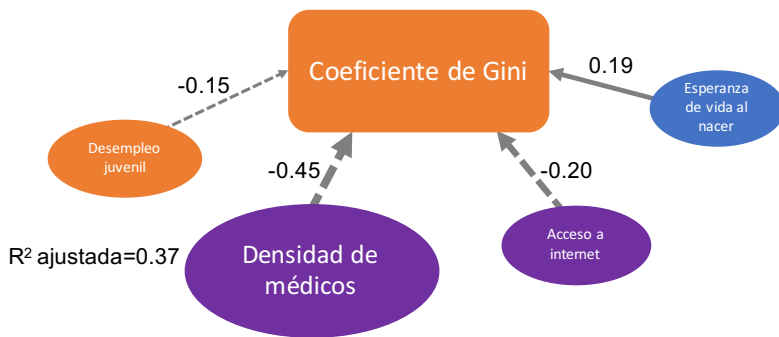 Coeficiente de Gini
-0.15
0.19
Esperanza
de vida al
nacer
Desempleo
juvenil
-0.45
-0.20
R² ajustada=0.37
Densidad de
médicos
Acceso a
internet